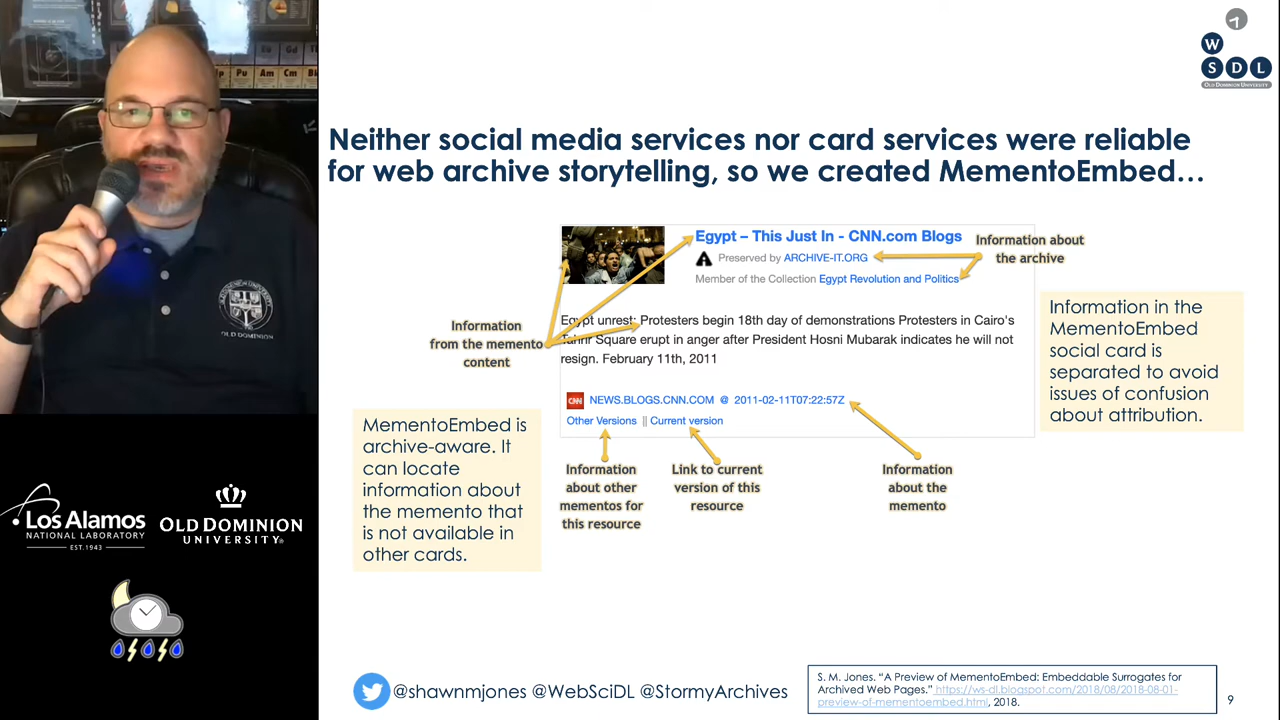 W
S D L
OLD DOMINION UNIVERSITY
Neither social media services nor card services were reliable
for web archive storytelling, so we created MementoEmbed…
Egypt – This Just In - CNN.com Blogs
Preserved by ARCHIVE-IT.ORG
Member of the Collection Egypt Revolution and Politics
Information about
the archive
Egypt unrest: Protesters begin 18th day of demonstrations Protesters in Cairo's
Tahrir Square erupt in anger after President Hosni Mubarak indicates he will not
resign. February 11th, 2011
Information
from the memento
content
Information in the
MementoEmbed
social card is
separated to avoid
issues of confusion
about attribution.
CNN NEWS.BLOGS.CNN.COM @ 2011-02-11T07:22:57Z
Other Versions || Current version
MementoEmbed is
archive-aware. It
can locate
information about
the memento that
is not available in
other cards.
Information
about other
mementos for
this resource
Link to current
version of this
resource
Information
about the
memento
Pu Am Cm
OLD DOMINION
Los Alamos
NATIONAL LABORATORY
EST. 1943
OLD DOMINION
UNIVERSITY
@shawnmjones @WebSciDL @StormyArchives
S. M. Jones. “A Preview of MementoEmbed: Embeddable Surrogates for
Archived Web Pages.” https://ws-dl.blogspot.com/2018/08/2018-08-01-
preview-of-mementoembed.html, 2018.
9